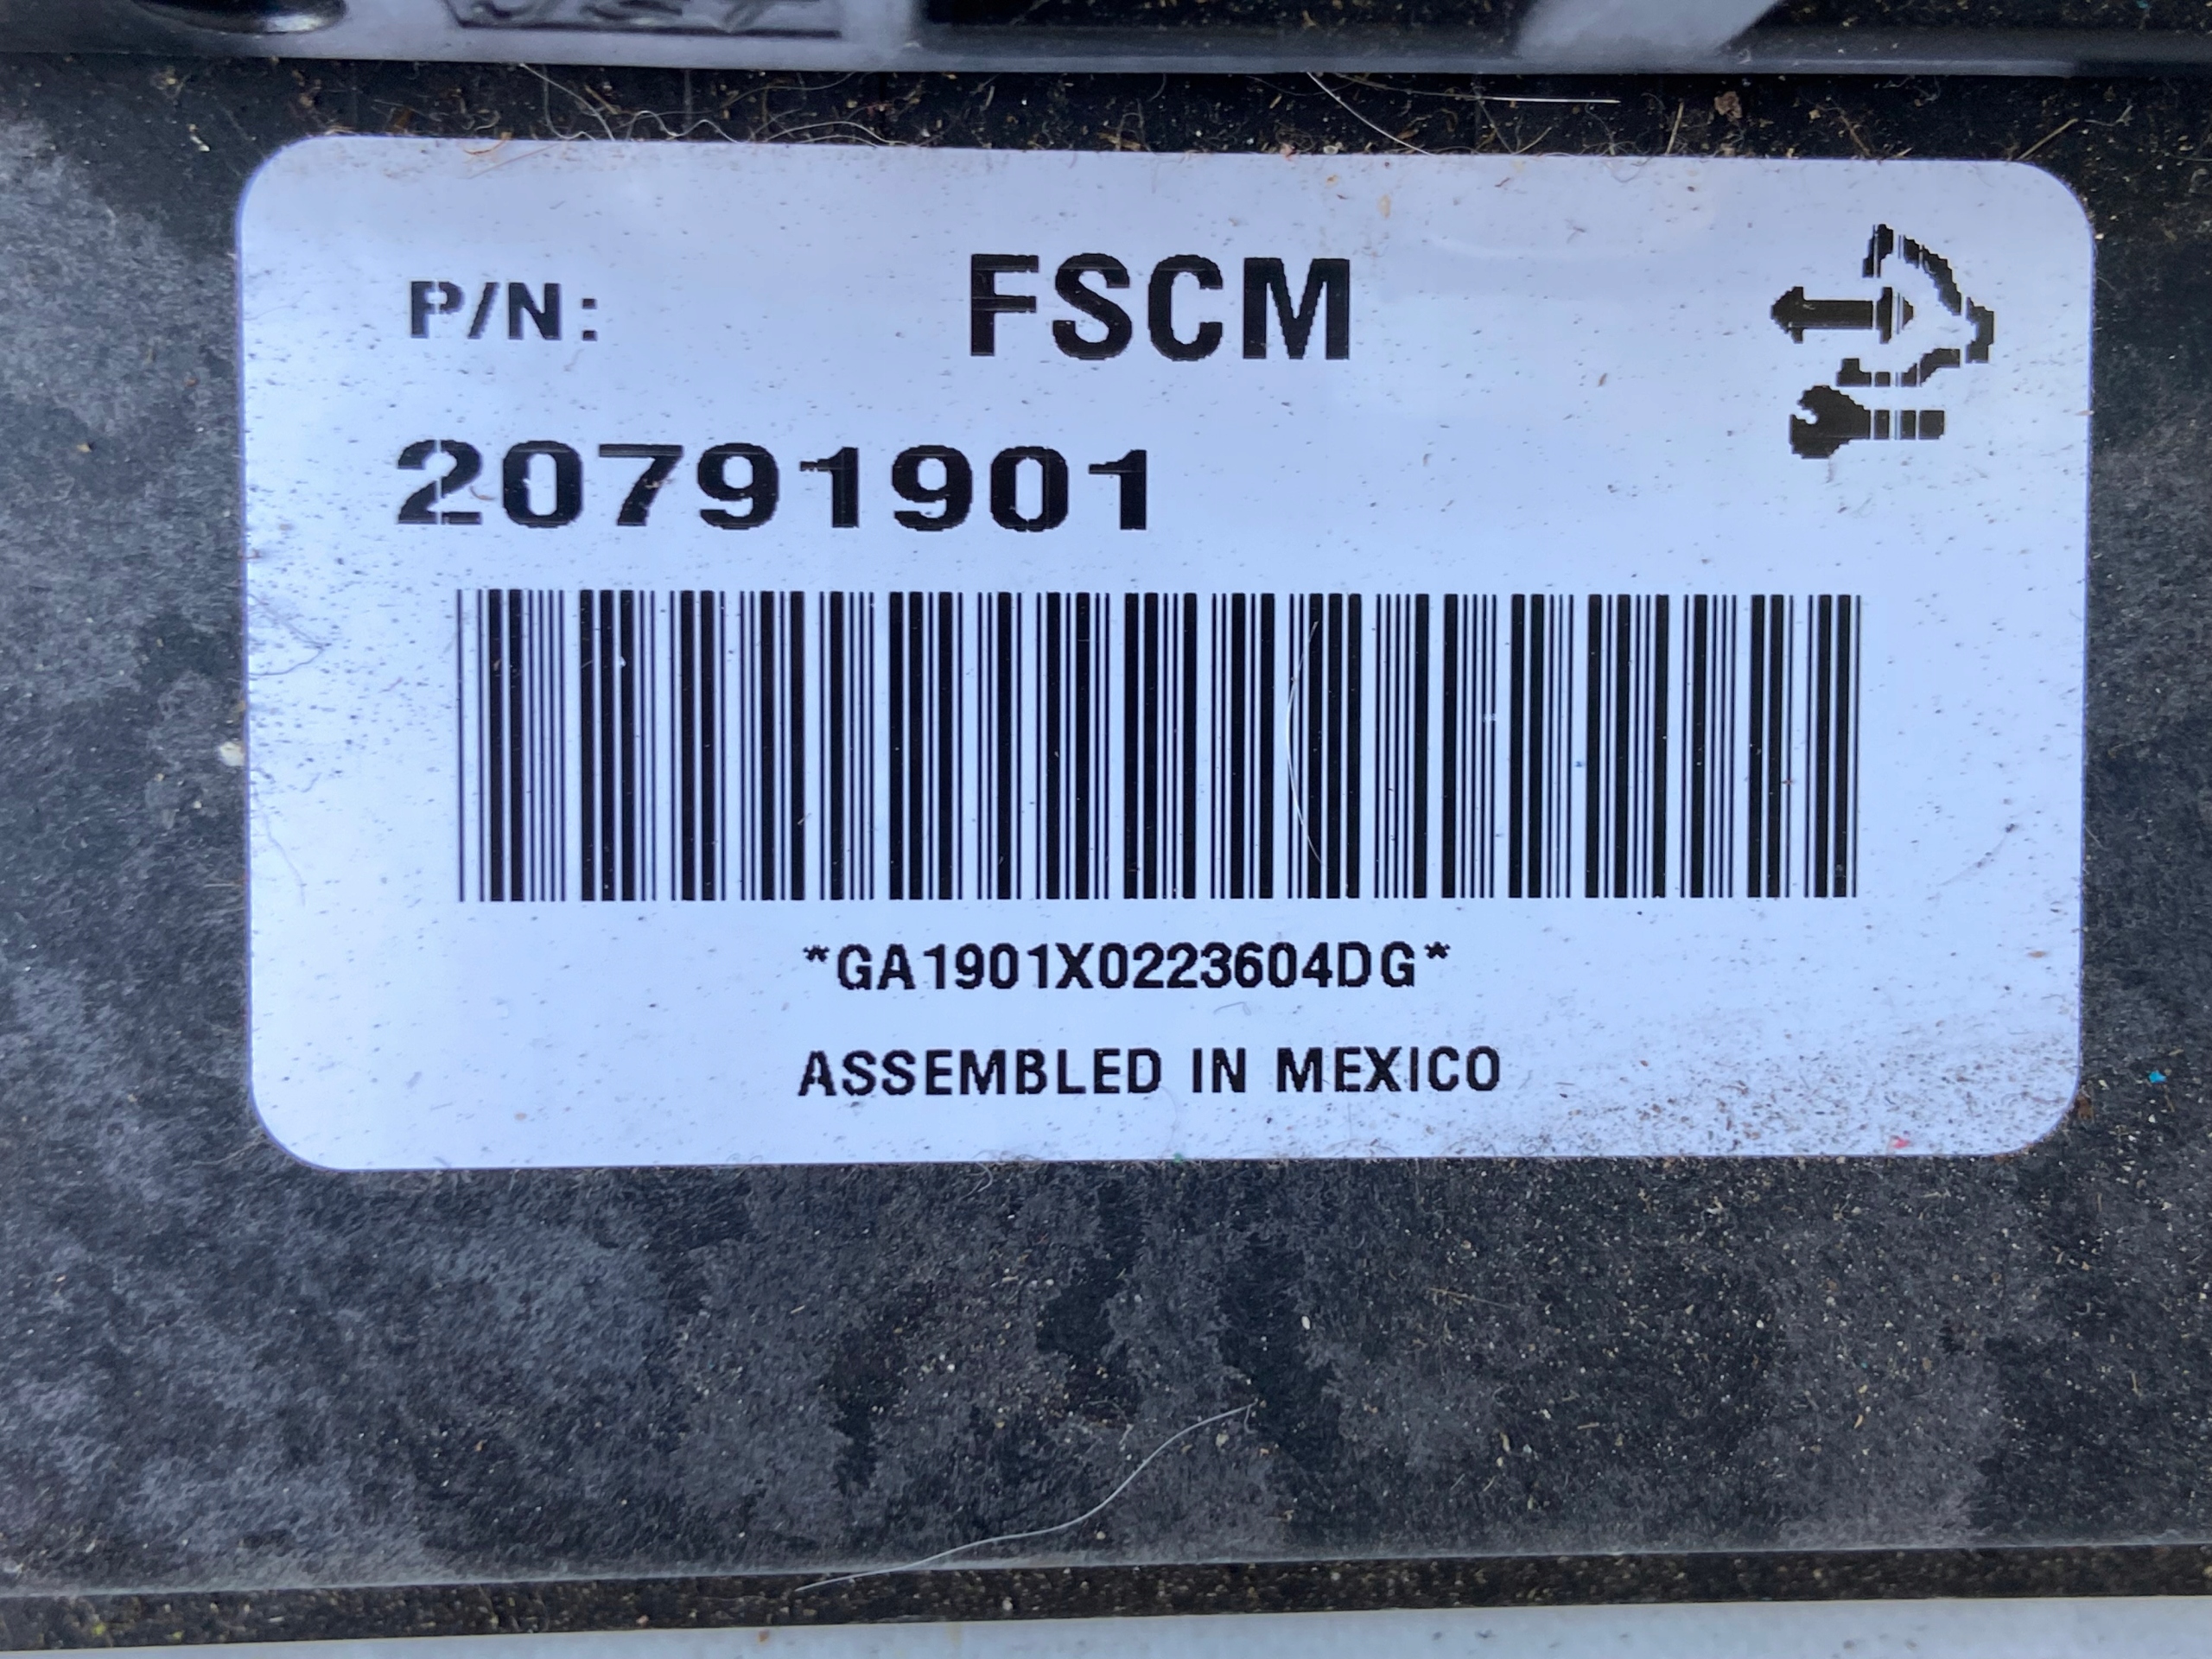 P/N: FSCM
20791901
*GA1901X0223604DG*
ASSEMBLED IN MEXICO